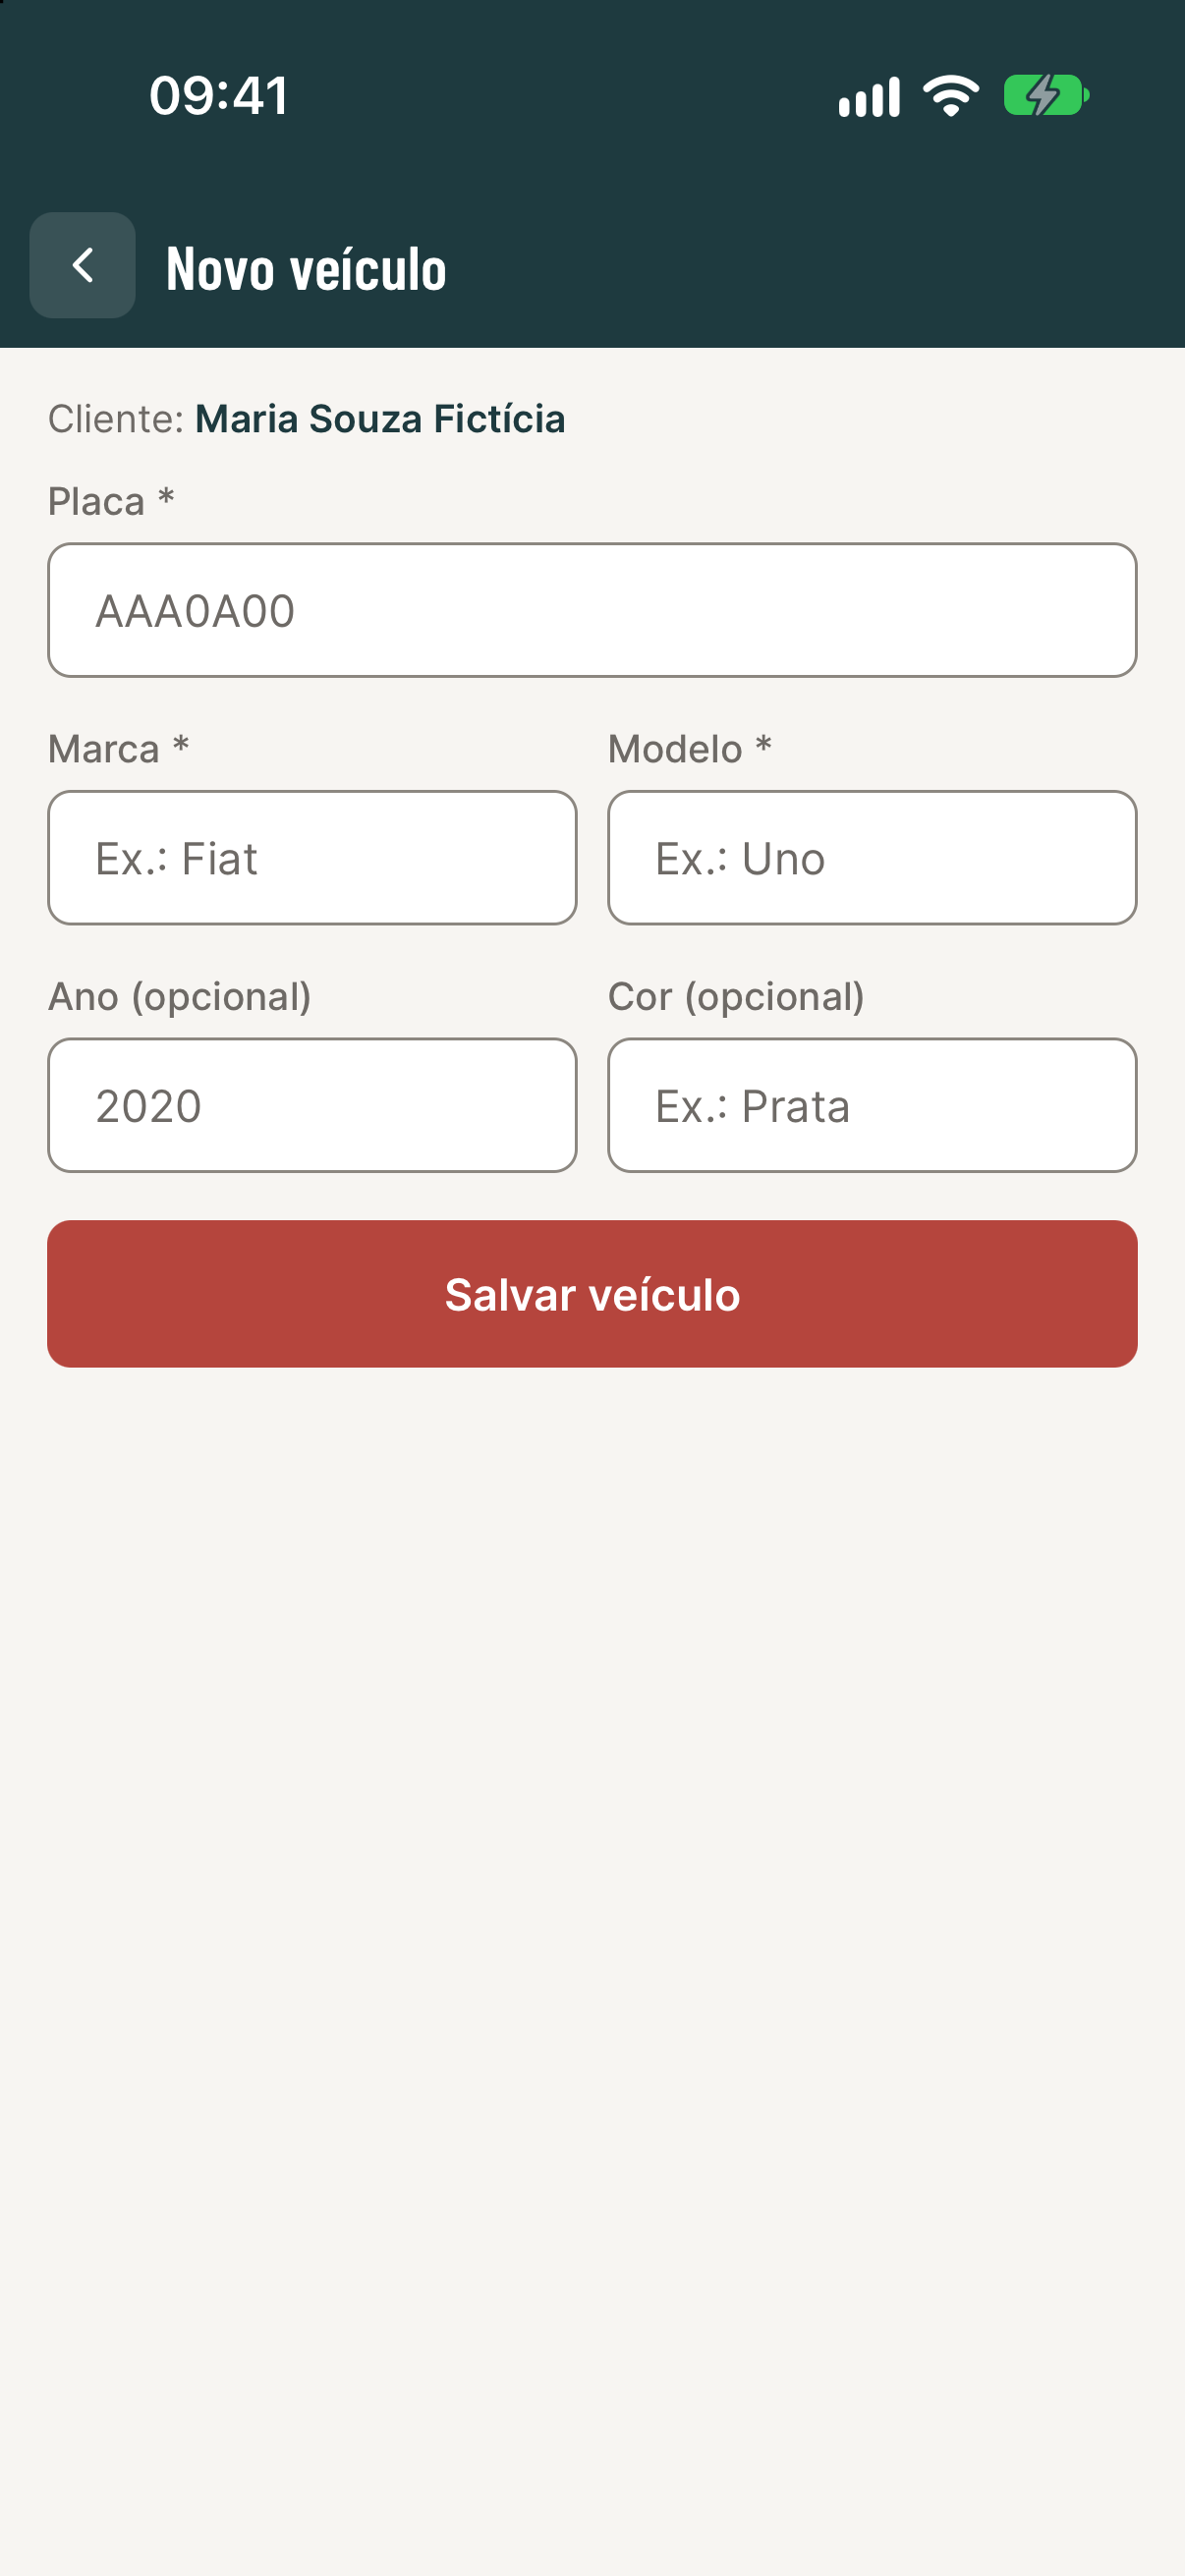 09:41
Novo veículo
Cliente: Maria Souza Fictícia
Placa *
AAA0A00
Marca *
Modelo *
Ex.: Fiat
Ex.: Uno
Ano (opcional)
Cor (opcional)
2020
Ex.: Prata
Salvar veículo